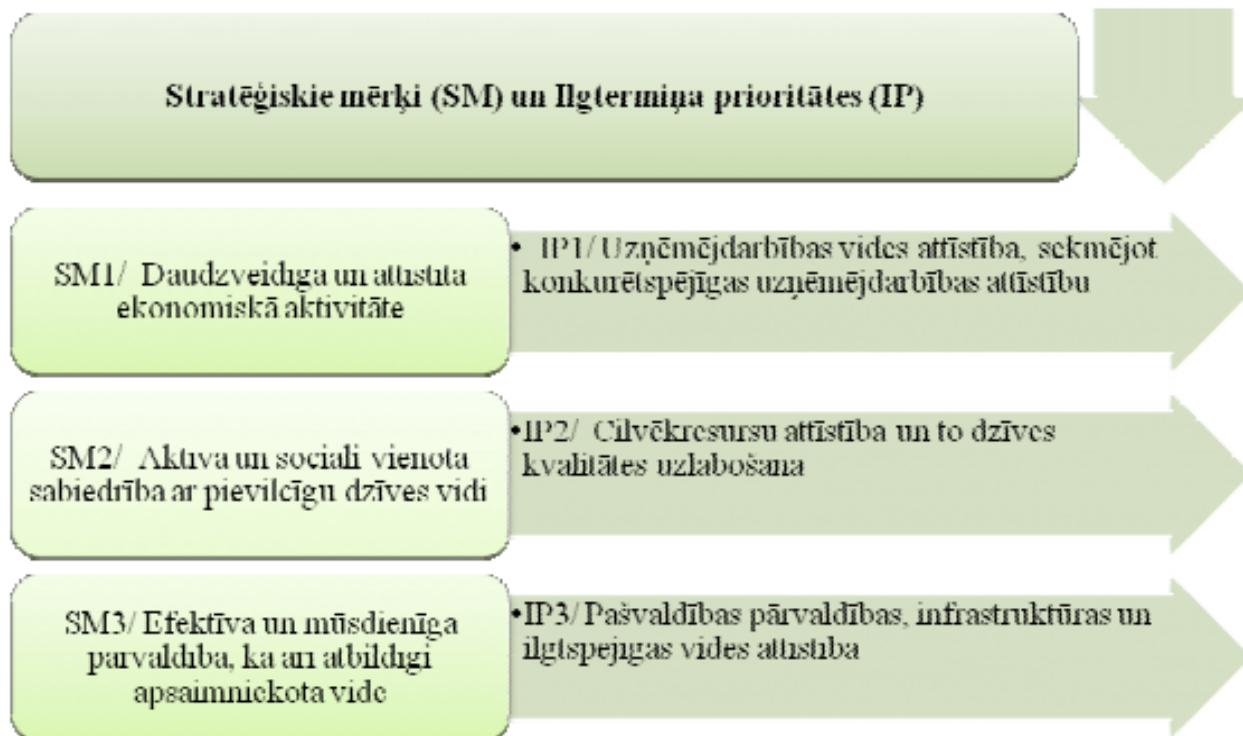 Stratēģiskie mērķi (SM) un Ilgtermiņa prioritātes (IP)
SM1/ Daudzveidīga un attīstīta
ekonomiskā aktivitāte
• IP1/ Uzņēmējdarbības vides attīstība, sekmējot
konkurētspējīgas uzņēmējdarbības attīstību
SM2/ Aktīva un sociāli vienota
sabiedrība ar pievilcīgu dzīves vidi
•IP2/ Cilvēkresursu attīstība un to dzīves
kvalitātes uzlabošana
SM3/ Efektīva un mūsdienīga
pārvaldība, kā arī atbildīgi
apsaimniekota vide
•IP3/ Pašvaldības pārvaldības, infrastruktūras un
ilgtspējīgas vides attīstība